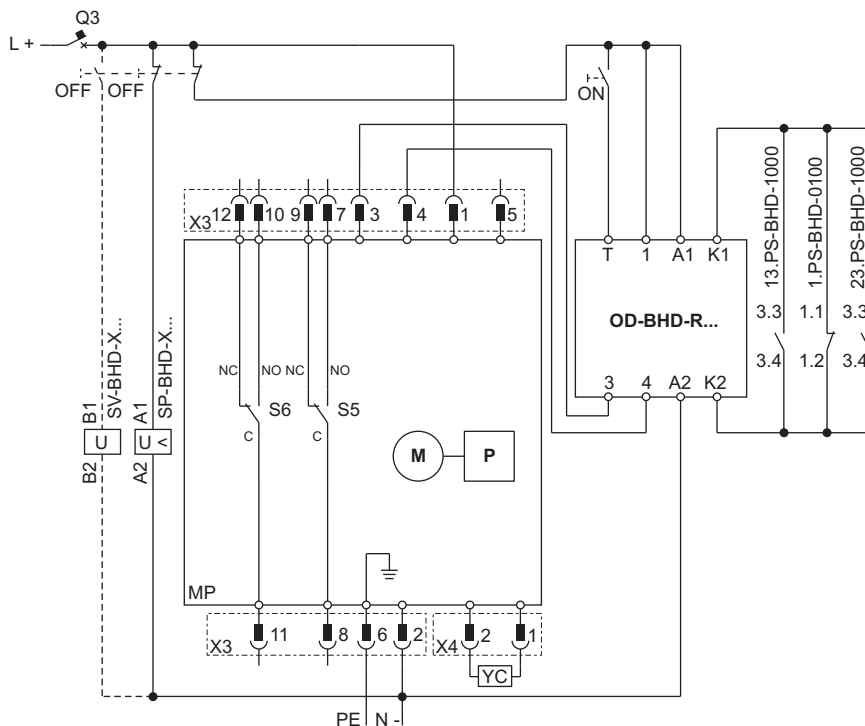 Q3
L +
OFF OFF
ON
12 10 9 7 3 4 1 5
X3
T 1 A1 K1
OD-BHD-R...
3 4 A2 K2
13.PS-BHD-1000
3.3
3.4
1.PS-BHD-0100
1.1
1.2
23.PS-BHD-1000
3.3
3.4
B1 SV-BHD-X...
U
B2
A1 SP-BHD-X...
U <
A2
NC NO NC NO
S6 S5
C C
M P
MP
X3 11 8 6 2 X4 2 1
YC
PE N -